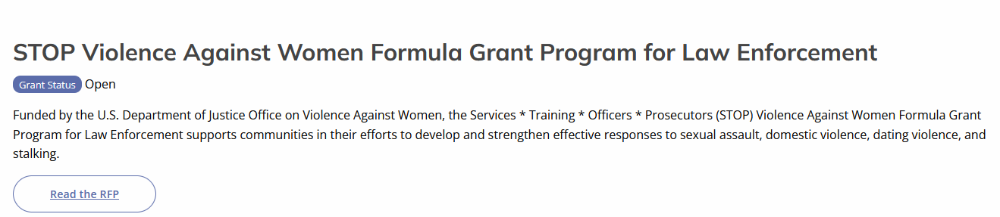 STOP Violence Against Women Formula Grant Program for Law Enforcement
Grant Status Open
Funded by the U.S. Department of Justice Office on Violence Against Women, the Services * Training * Officers * Prosecutors (STOP) Violence Against Women Formula Grant
Program for Law Enforcement supports communities in their efforts to develop and strengthen effective responses to sexual assault, domestic violence, dating violence, and
stalking.
Read the RFP